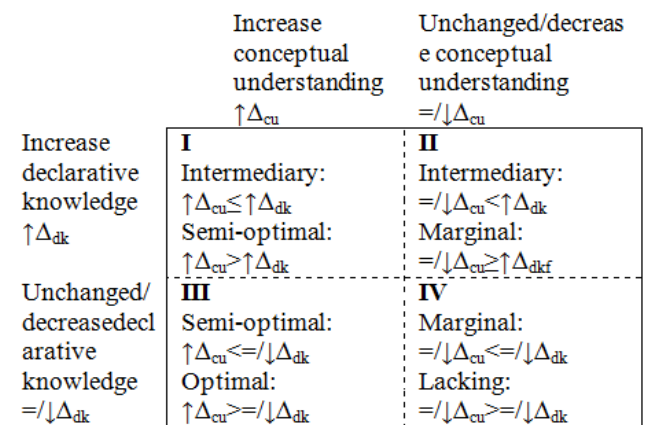 Increase
conceptual
understanding
↑Δcu
Unchanged/decreas
e conceptual
understanding
=/↓Δcu
Increase
declarative
knowledge
↑Δdk
I
Intermediary:
↑Δcu≤↑Δdk
Semi-optimal:
↑Δcu>↑Δdk
II
Intermediary:
=/↓Δcu<↑Δdk
Marginal:
=/↓Δcu≥↑Δdkf
Unchanged/
decreasedecl
arative
knowledge
=/↓Δdk
III
Semi-optimal:
↑Δcu<=/↓Δdk
Optimal:
↑Δcu>=/↓Δdk
IV
Marginal:
=/↓Δcu<=/↓Δdk
Lacking:
=/↓Δcu>=/↓Δdk